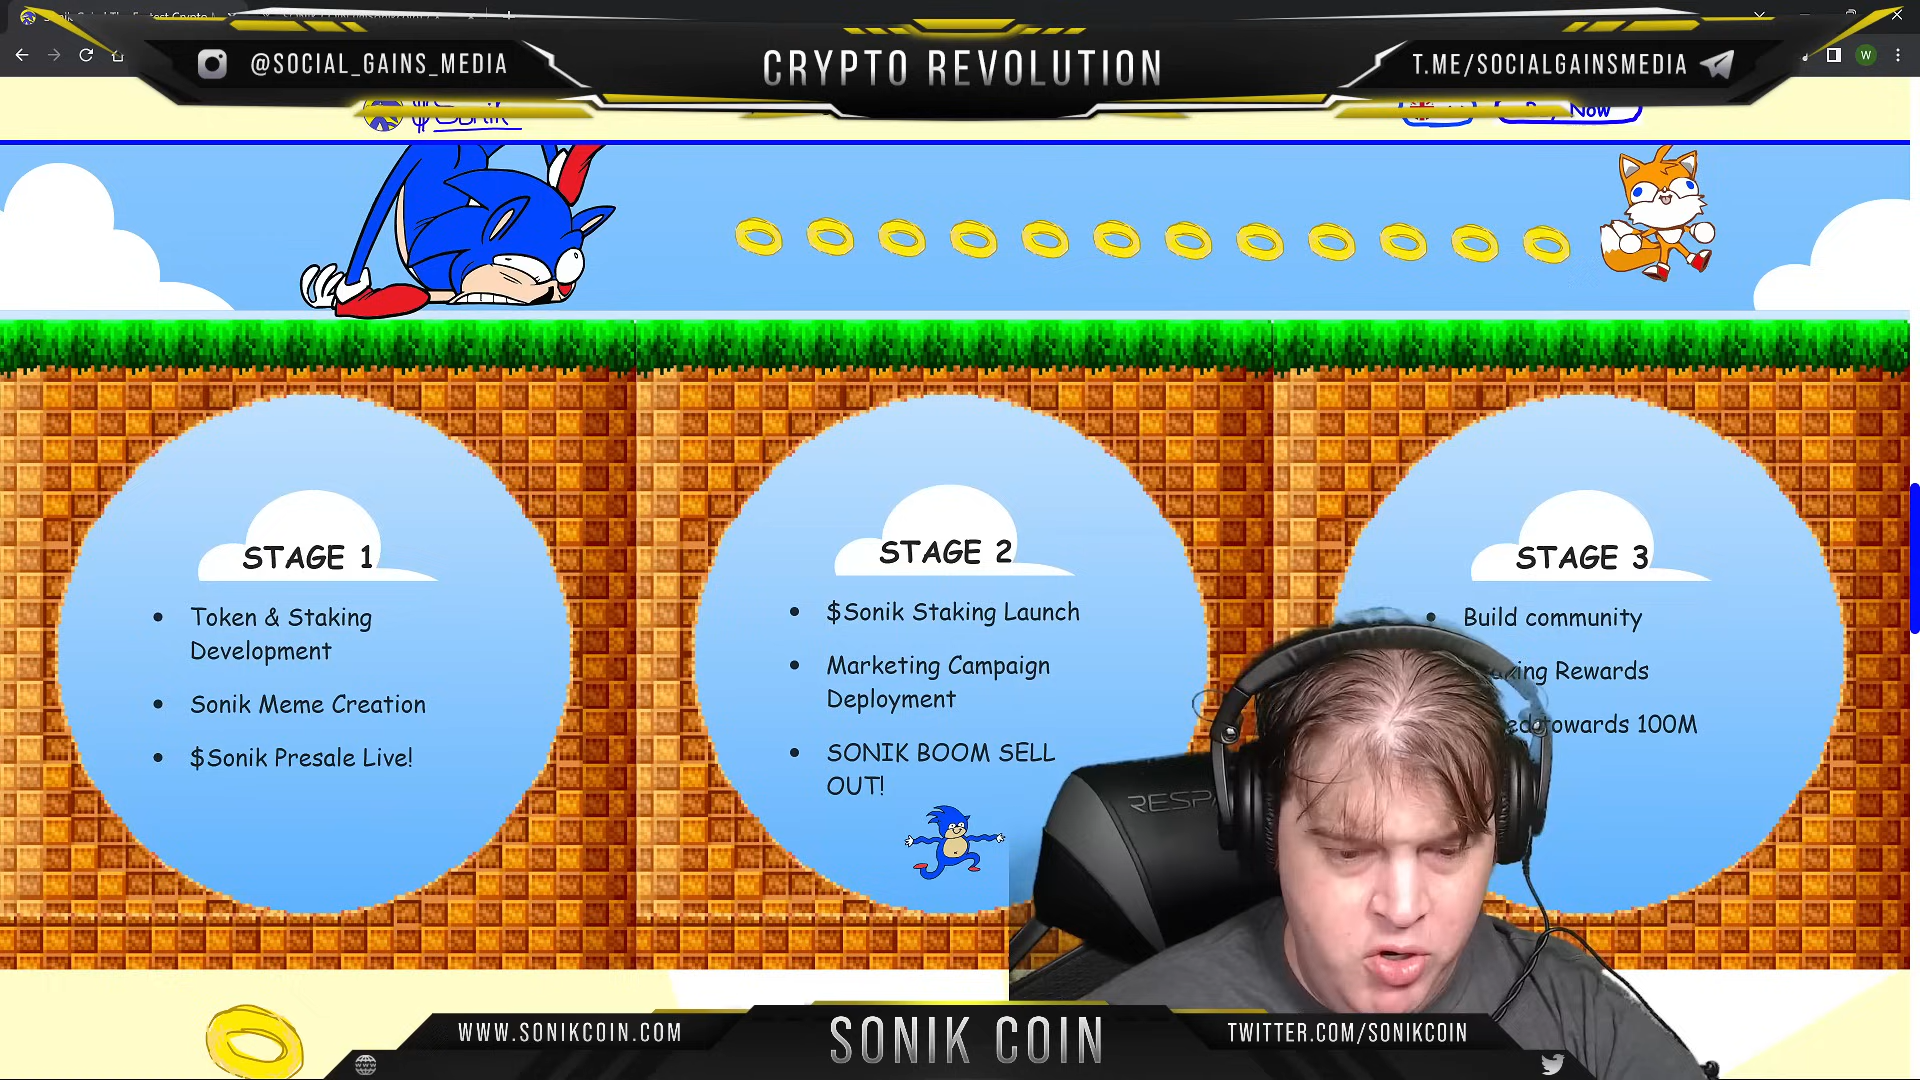 @SOCIAL_GAINS_MEDIA
CRYPTO REVOLUTION
T.ME/SOCIALGAINSMEDIA
W
$Sonik
Now
STAGE 1
Token & Staking
Development
Sonik Meme Creation
$Sonik Presale Live!
STAGE 2
$Sonik Staking Launch
Marketing Campaign
Deployment
SONIK BOOM SELL
OUT!
STAGE 3
Build community
Rewards
towards 100M
WWW.SONIKCOIN.COM
SONIK COIN
TWITTER.COM/SONIKCOIN